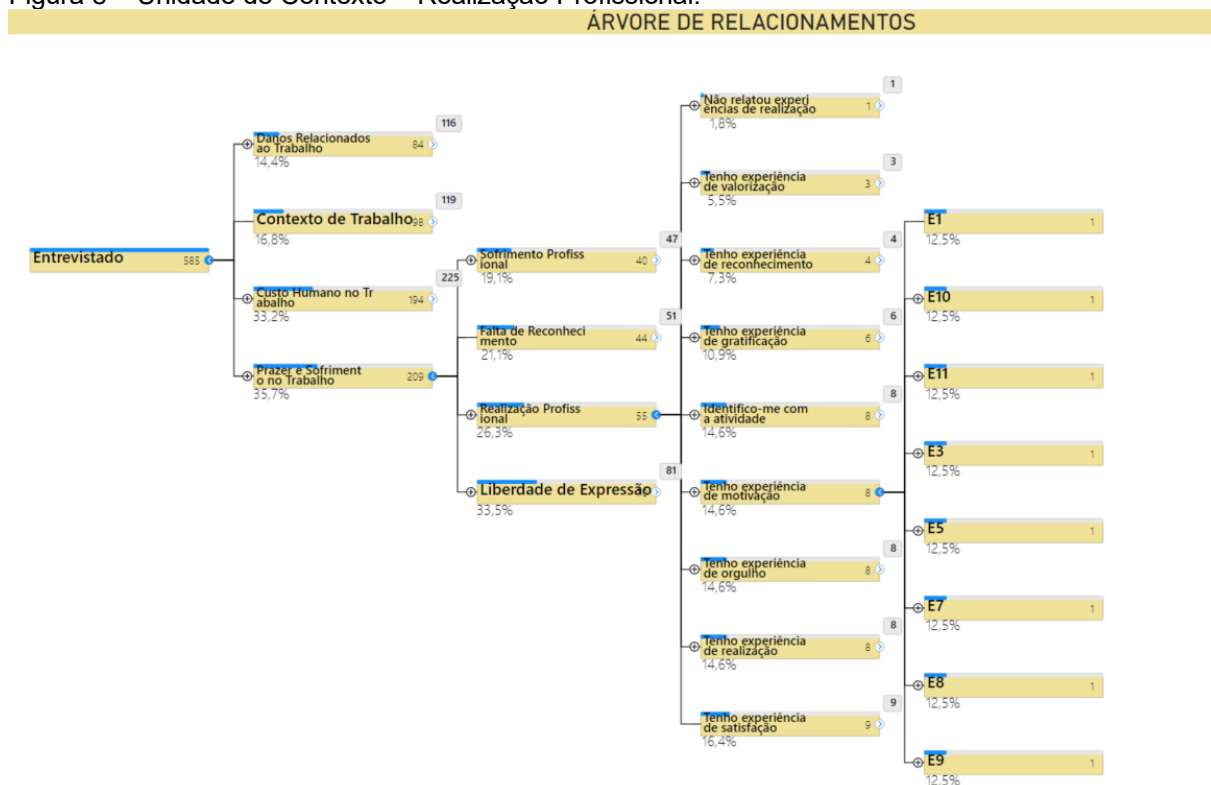 Figura 6 – Unidade de Contexto – Realização Profissional.
ÁRVORE DE RELACIONAMENTOS
Entrevistado 585
116
Danos Relacionados
ao Trabalho 84
14,4%
119
Contexto de Trabalho 98
16,8%
Custo Humano no Tr
abalho 194
33,2%
225
Prazer e Sofriment
o no Trabalho 209
35,7%
47
Sofrimento Profiss
ional 40
19,1%
51
Falta de Reconheci
mento 44
21,1%
Realização Profiss
ional 55
26,3%
81
Liberdade de Expressão
33,5%
1
Não relatou experi
ências de realização 1
1,8%
3
Tenho experiência
de valorização 3
5,5%
4
Tenho experiência
de reconhecimento 4
7,3%
6
Tenho experiência
de gratificação 6
10,9%
8
Identifico-me com
a atividade 8
14,6%
Tenho experiência
de motivação 8
14,6%
8
Tenho experiência
de orgulho 8
14,6%
8
Tenho experiência
de realização 8
14,6%
9
Tenho experiência
de satisfação 9
16,4%
E1 1
12,5%
E10 1
12,5%
E11 1
12,5%
E3 1
12,5%
E5 1
12,5%
E7 1
12,5%
E8 1
12,5%
E9 1
12,5%